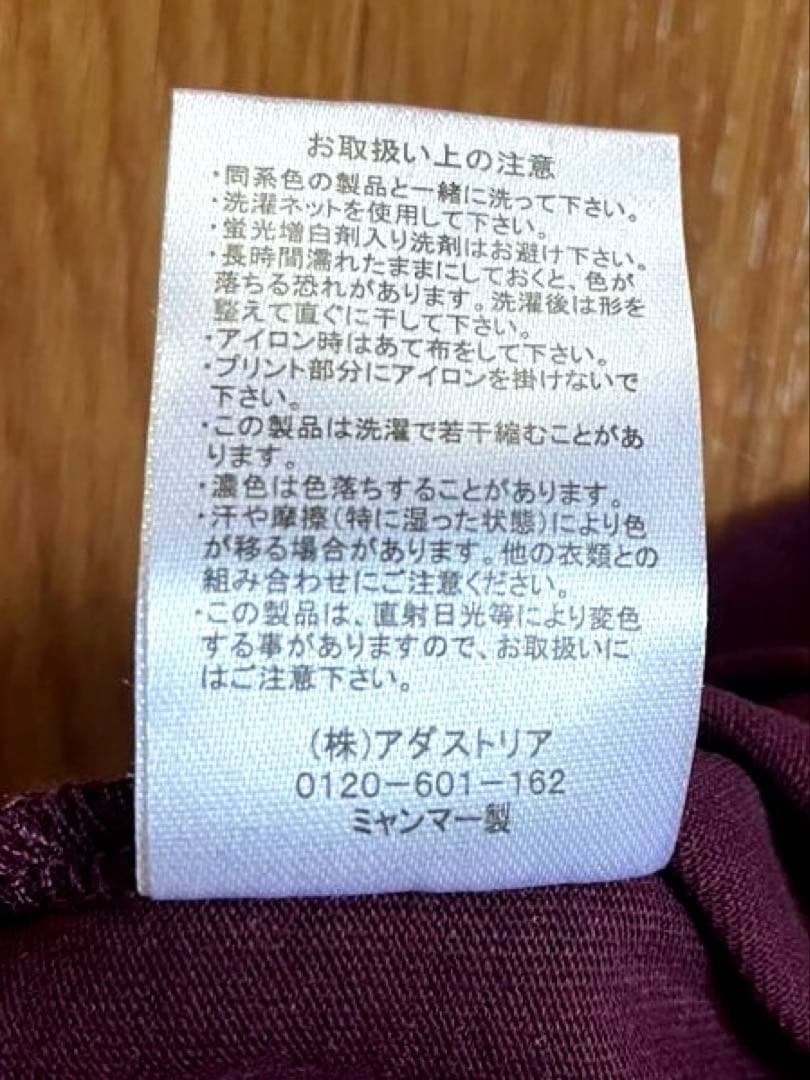 お取扱い上の注意
・同系色の製品と一緒に洗って下さい。
・洗濯ネットを使用して下さい。
・蛍光増白剤入り洗剤はお避け下さい。
・長時間濡れたままにしておくと、色が
落ちる恐れがあります。洗濯後は形を
整えて直ぐに干して下さい。
・アイロン時はあて布をして下さい。
・プリント部分にアイロンを掛けないで
下さい。
・この製品は洗濯で若干縮むことがあ
ります。
・濃色は色落ちすることがあります。
・汗や摩擦(特に湿った状態)により色
が移る場合があります。他の衣類との
組み合わせにご注意ください。
・この製品は、直射日光等により変色
する事がありますので、お取扱いに
はご注意下さい。
(株)アダストリア
0120-601-162
ミャンマー製